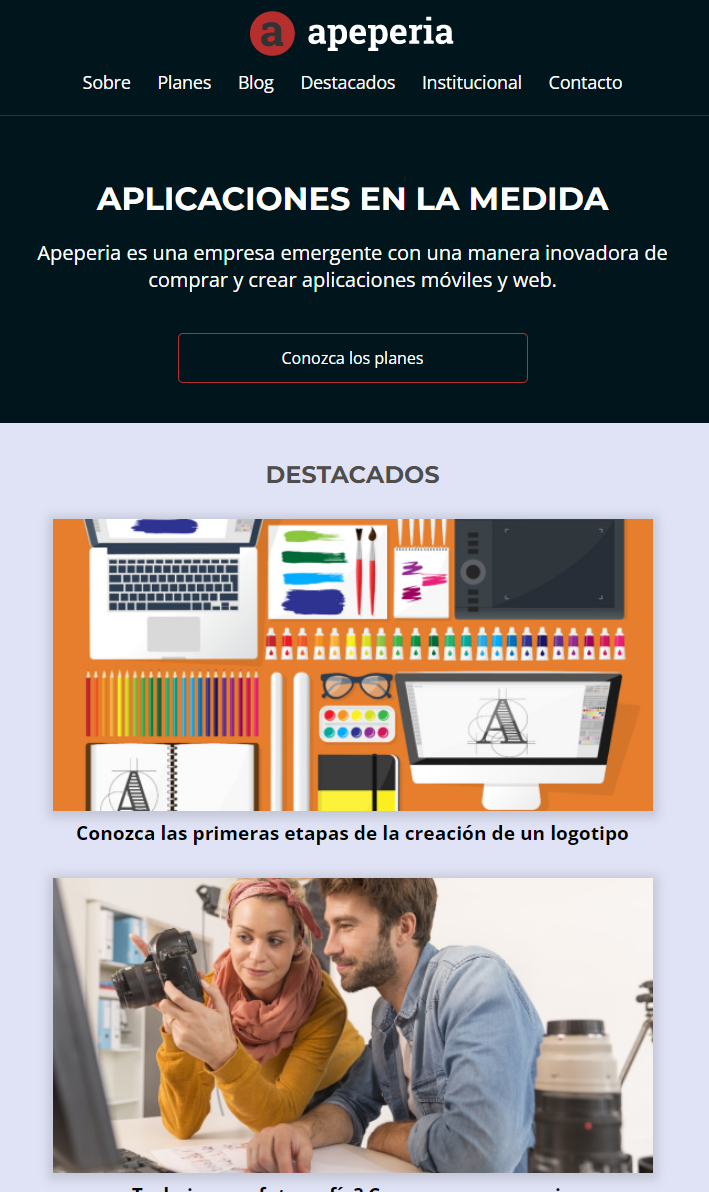 a apeperia
Sobre Planes Blog Destacados Institucional Contacto
APLICACIONES EN LA MEDIDA
Apeperia es una empresa emergente con una manera inovadora de
comprar y crear aplicaciones móviles y web.
Conozca los planes
DESTACADOS
A
A
Conozca las primeras etapas de la creación de un logotipo